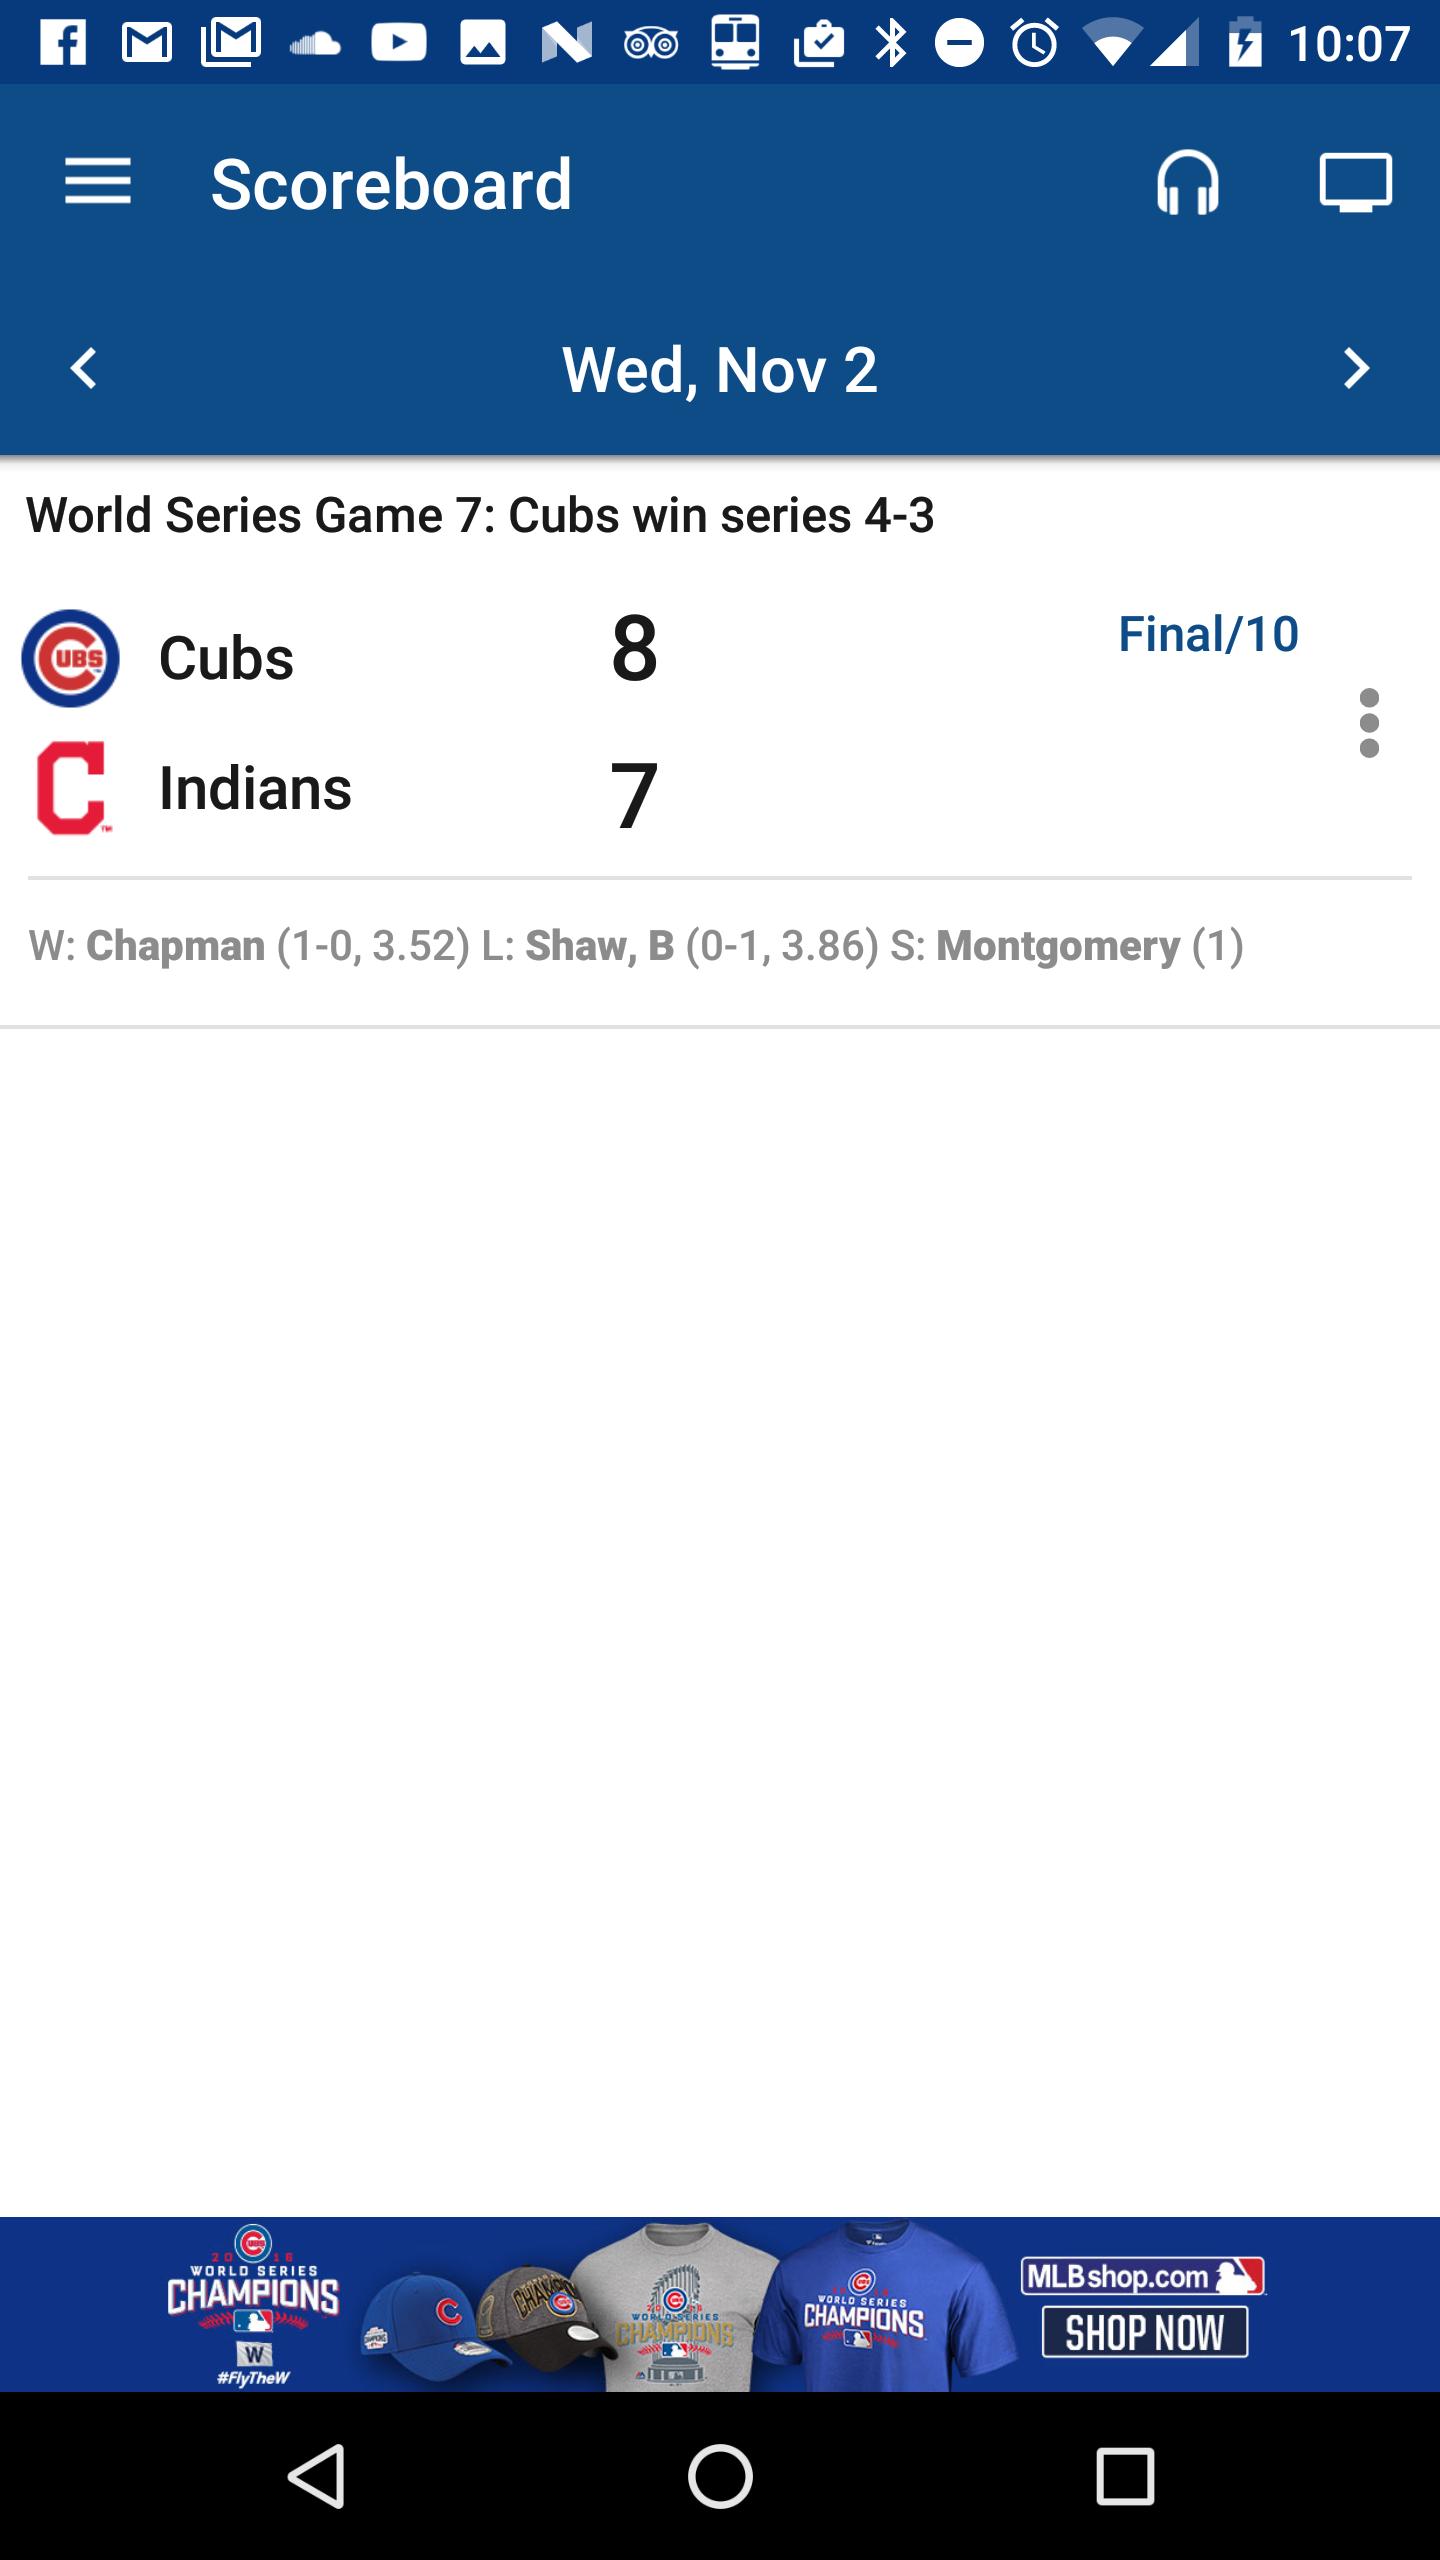 10:07
Scoreboard
Wed, Nov 2
World Series Game 7: Cubs win series 4-3
CUBS
Cubs
8
Final/10
C
Indians
7
W: Chapman (1-0, 3.52) L: Shaw, B (0-1, 3.86) S: Montgomery (1)
2016
WORLD SERIES
CHAMPIONS
W
#FlyTheW
C
CHAMPIONS
WORLD SERIES
CHAMPIONS
WORLD SERIES
CHAMPIONS
MLBshop.com
SHOP NOW